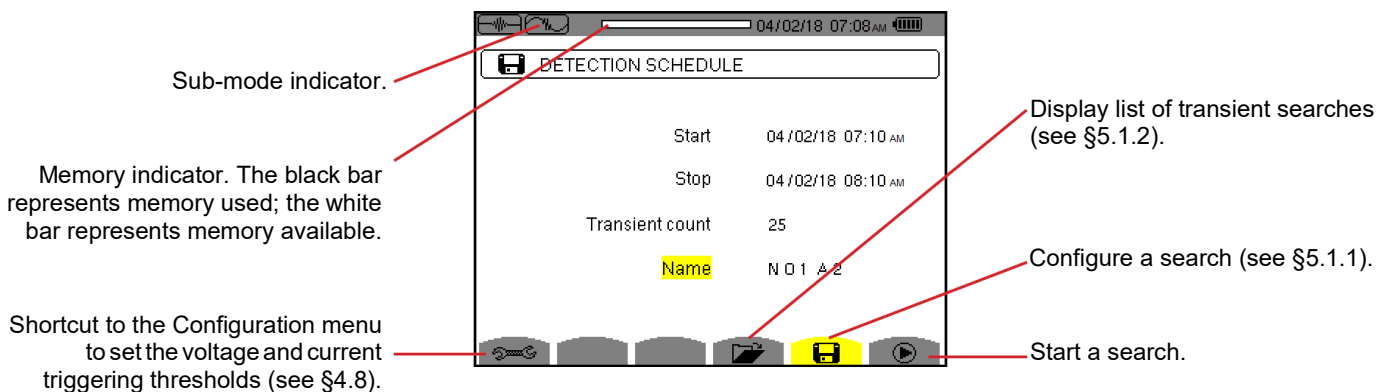 04/02/18 07:08 AM
DETECTION SCHEDULE
Sub-mode indicator.
Memory indicator. The black bar
represents memory used; the white
bar represents memory available.
Shortcut to the Configuration menu
to set the voltage and current
triggering thresholds (see §4.8).
Start 04/02/18 07:10 AM
Stop 04/02/18 08:10 AM
Transient count 25
Name N O 1 A 2
Display list of transient searches
(see §5.1.2).
Configure a search (see §5.1.1).
Start a search.